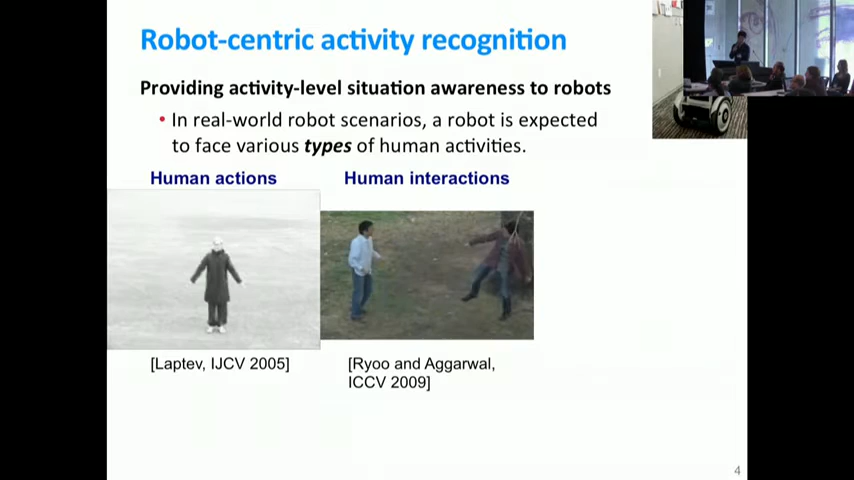 Robot-centric activity recognition
Providing activity-level situation awareness to robots
• In real-world robot scenarios, a robot is expected
to face various types of human activities.
Human actions
Human interactions
[Laptev, IJCV 2005]
[Ryoo and Aggarwal,
ICCV 2009]
4